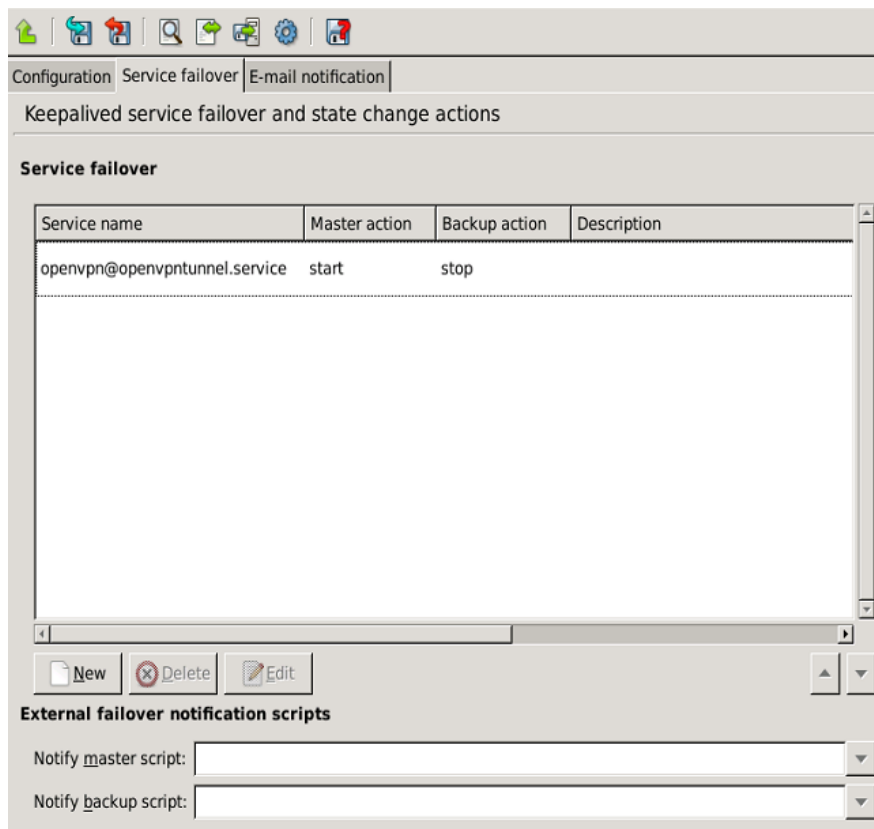 Configuration Service failover E-mail notification
Keepalived service failover and state change actions
Service failover
Service name Master action Backup action Description
openvpn@openvpntunnel.service start stop
New Delete Edit
External failover notification scripts
Notify master script:
Notify backup script: